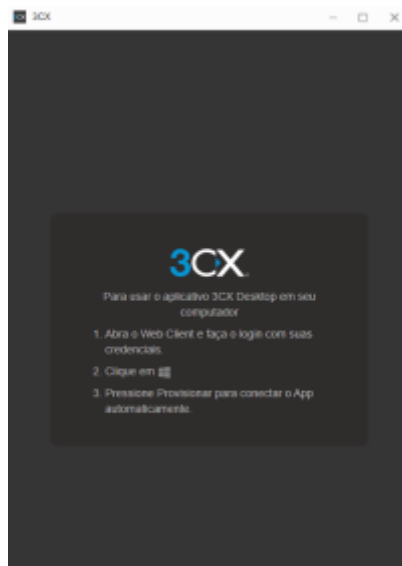 3CX
3CX
Para usar o aplicativo 3CX Desktop em seu
computador
1. Abra o Web Client e faça o login com suas
credenciais.
2. Clique em
3. Pressione Provisionar para conectar o App
automaticamente.